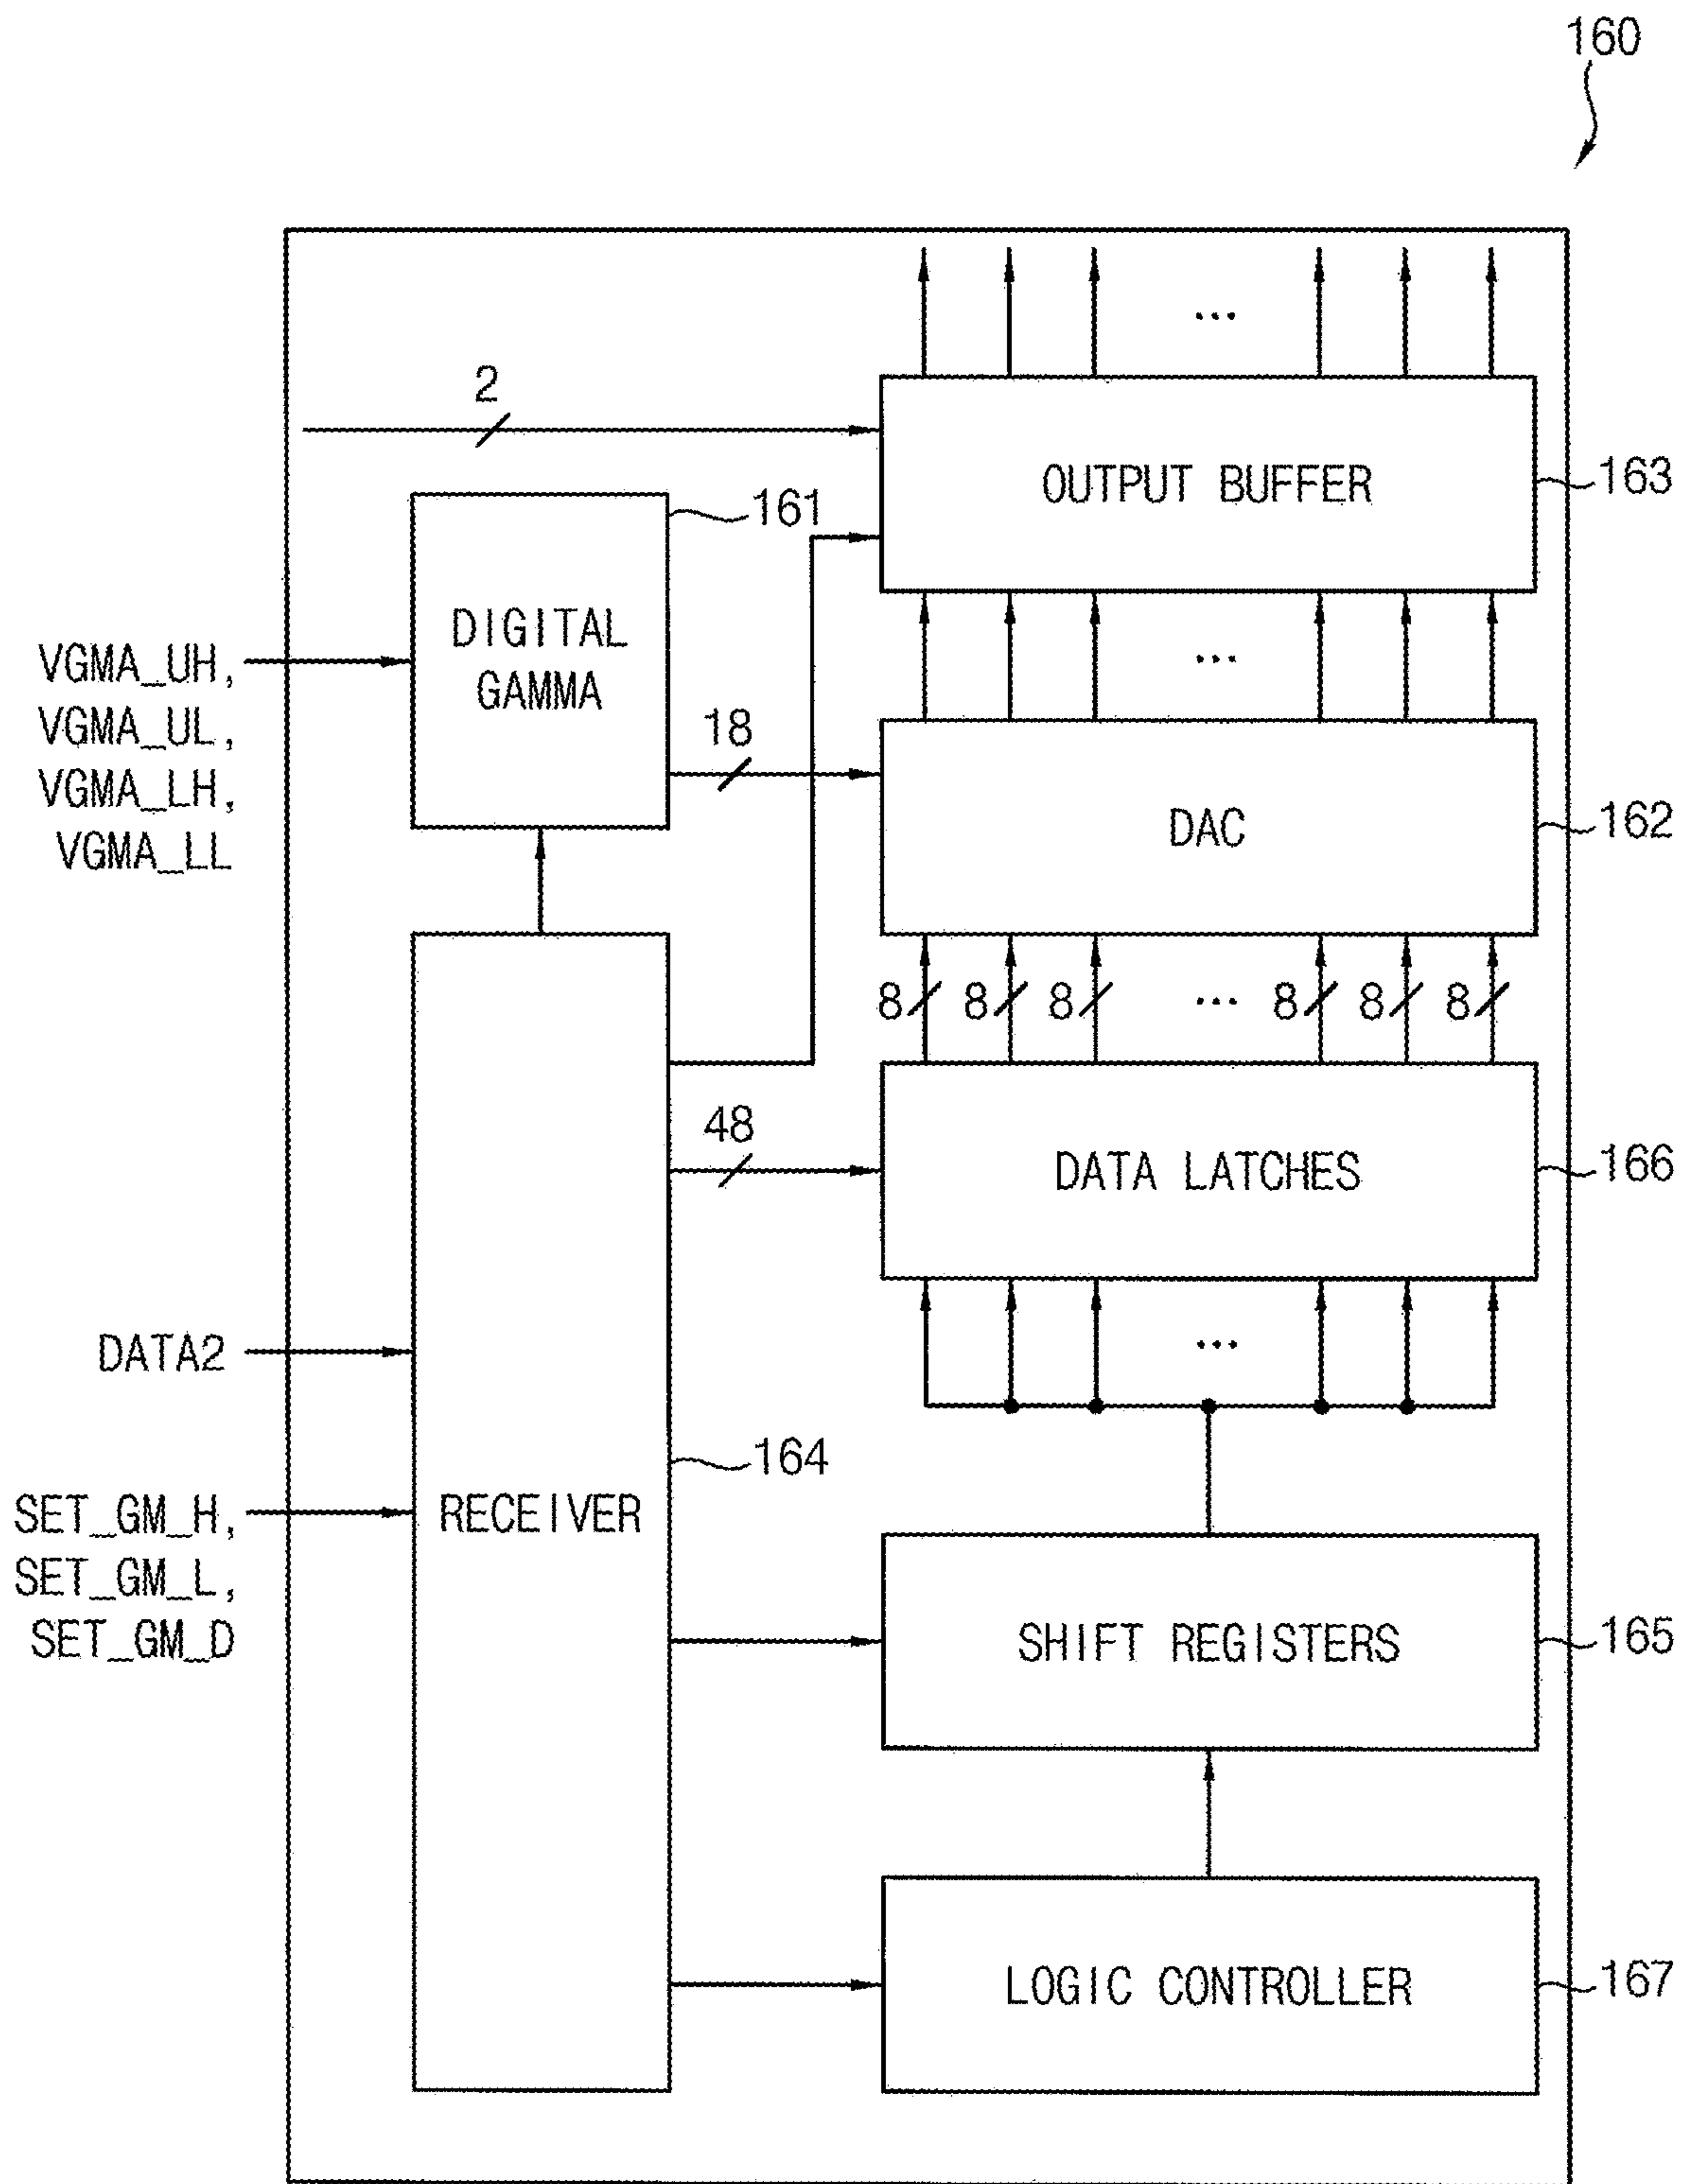 160
2
OUTPUT BUFFER
163
161
DIGITAL
GAMMA
VGMA_UH,
VGMA_UL,
VGMA_LH,
VGMA_LL
18
DAC
162
8 8 8 ... 8 8 8
48
DATA LATCHES
166
DATA2
164
SET_GM_H,
SET_GM_L,
SET_GM_D
RECEIVER
SHIFT REGISTERS
165
LOGIC CONTROLLER
167